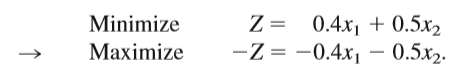 Minimize Z = 0.4x₁ + 0.5x₂
→ Maximize −Z = −0.4x₁ − 0.5x₂.